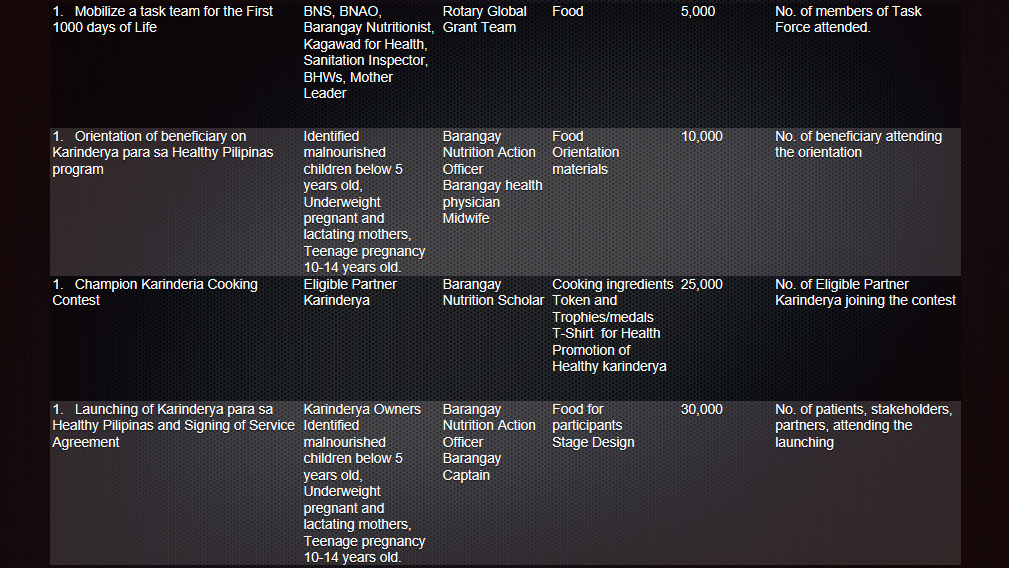 1. Mobilize a task team for the First
1000 days of Life
BNS, BNAO,
Barangay Nutritionist,
Kagawad for Health,
Sanitation Inspector,
BHWs, Mother
Leader
Rotary Global
Grant Team
Food
5,000
No. of members of Task
Force attended.
1. Orientation of beneficiary on
Karinderya para sa Healthy Pilipinas
program
Identified
malnourished
children below 5
years old,
Underweight
pregnant and
lactating mothers,
Teenage pregnancy
10-14 years old.
Barangay
Nutrition Action
Officer
Barangay health
physician
Midwife
Food
Orientation
materials
10,000
No. of beneficiary attending
the orientation
1. Champion Karinderia Cooking
Contest
Eligible Partner
Karinderya
Barangay
Nutrition Scholar
Cooking ingredients
Token and
Trophies/medals
T-Shirt for Health
Promotion of
Healthy karinderya
25,000
No. of Eligible Partner
Karinderya joining the contest
1. Launching of Karinderya para sa
Healthy Pilipinas and Signing of Service
Agreement
Karinderya Owners
Identified
malnourished
children below 5
years old,
Underweight
pregnant and
lactating mothers,
Teenage pregnancy
10-14 years old.
Barangay
Nutrition Action
Officer
Barangay
Captain
Food for
participants
Stage Design
30,000
No. of patients, stakeholders,
partners, attending the
launching